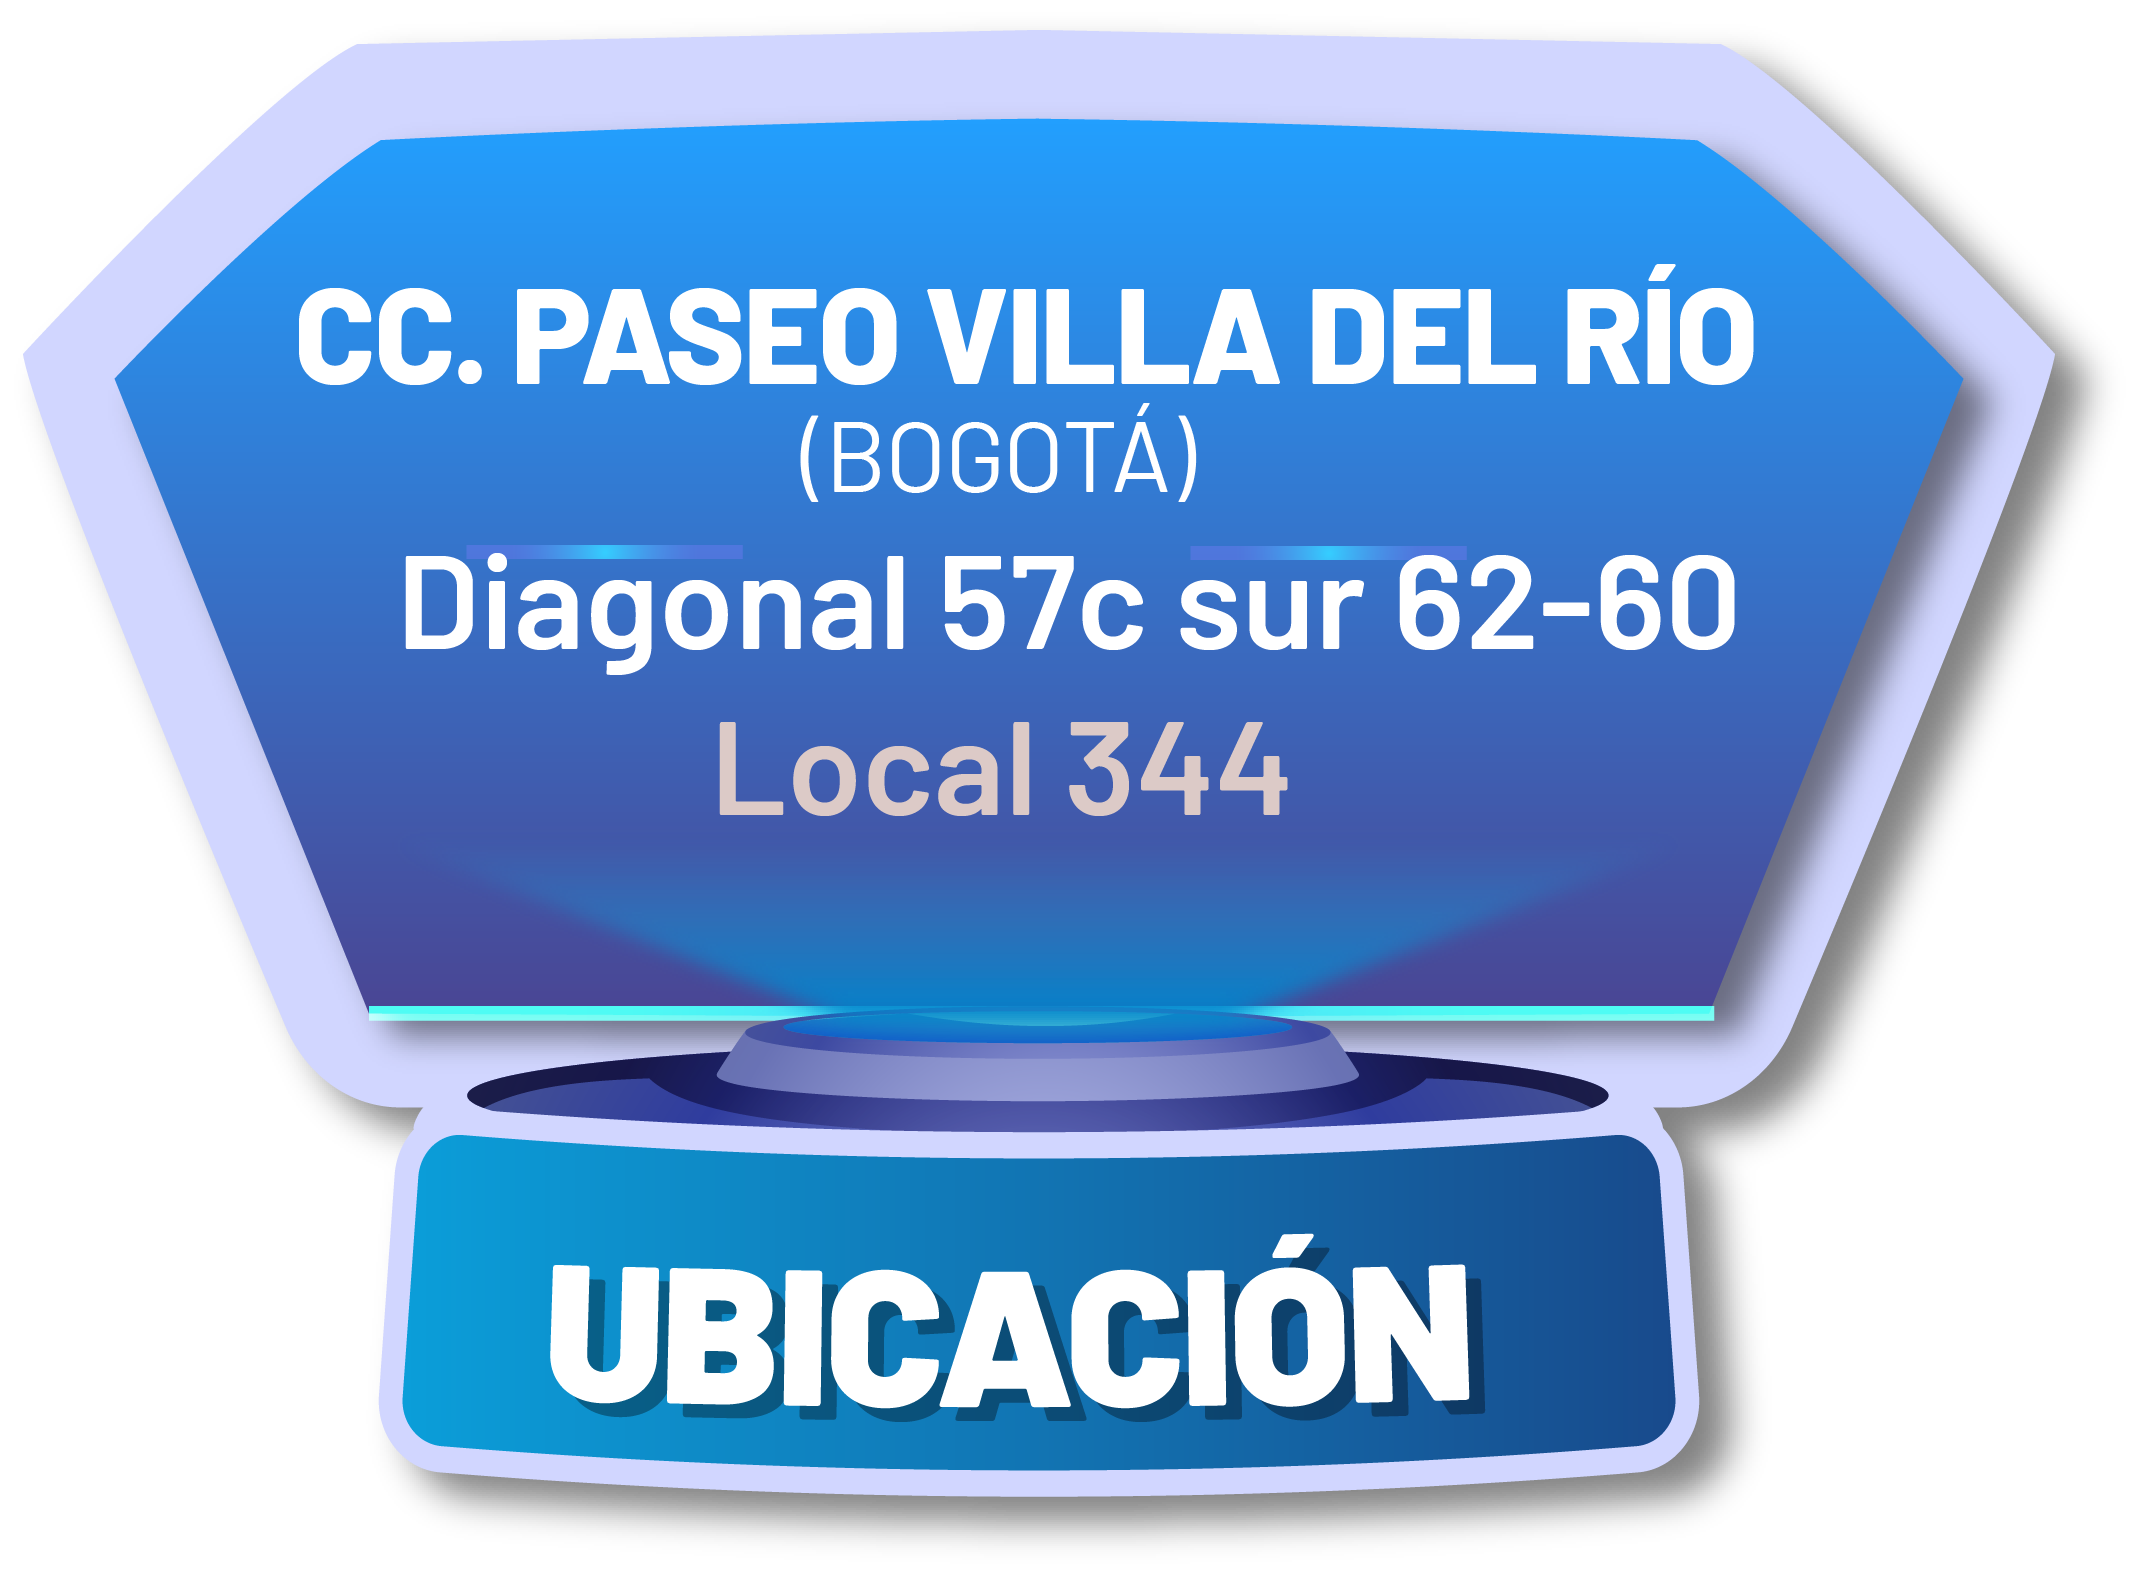 CC. PASEO VILLA DEL RÍO
(BOGOTÁ)
Diagonal 57c sur 62-60
Local 344
UBICACIÓN